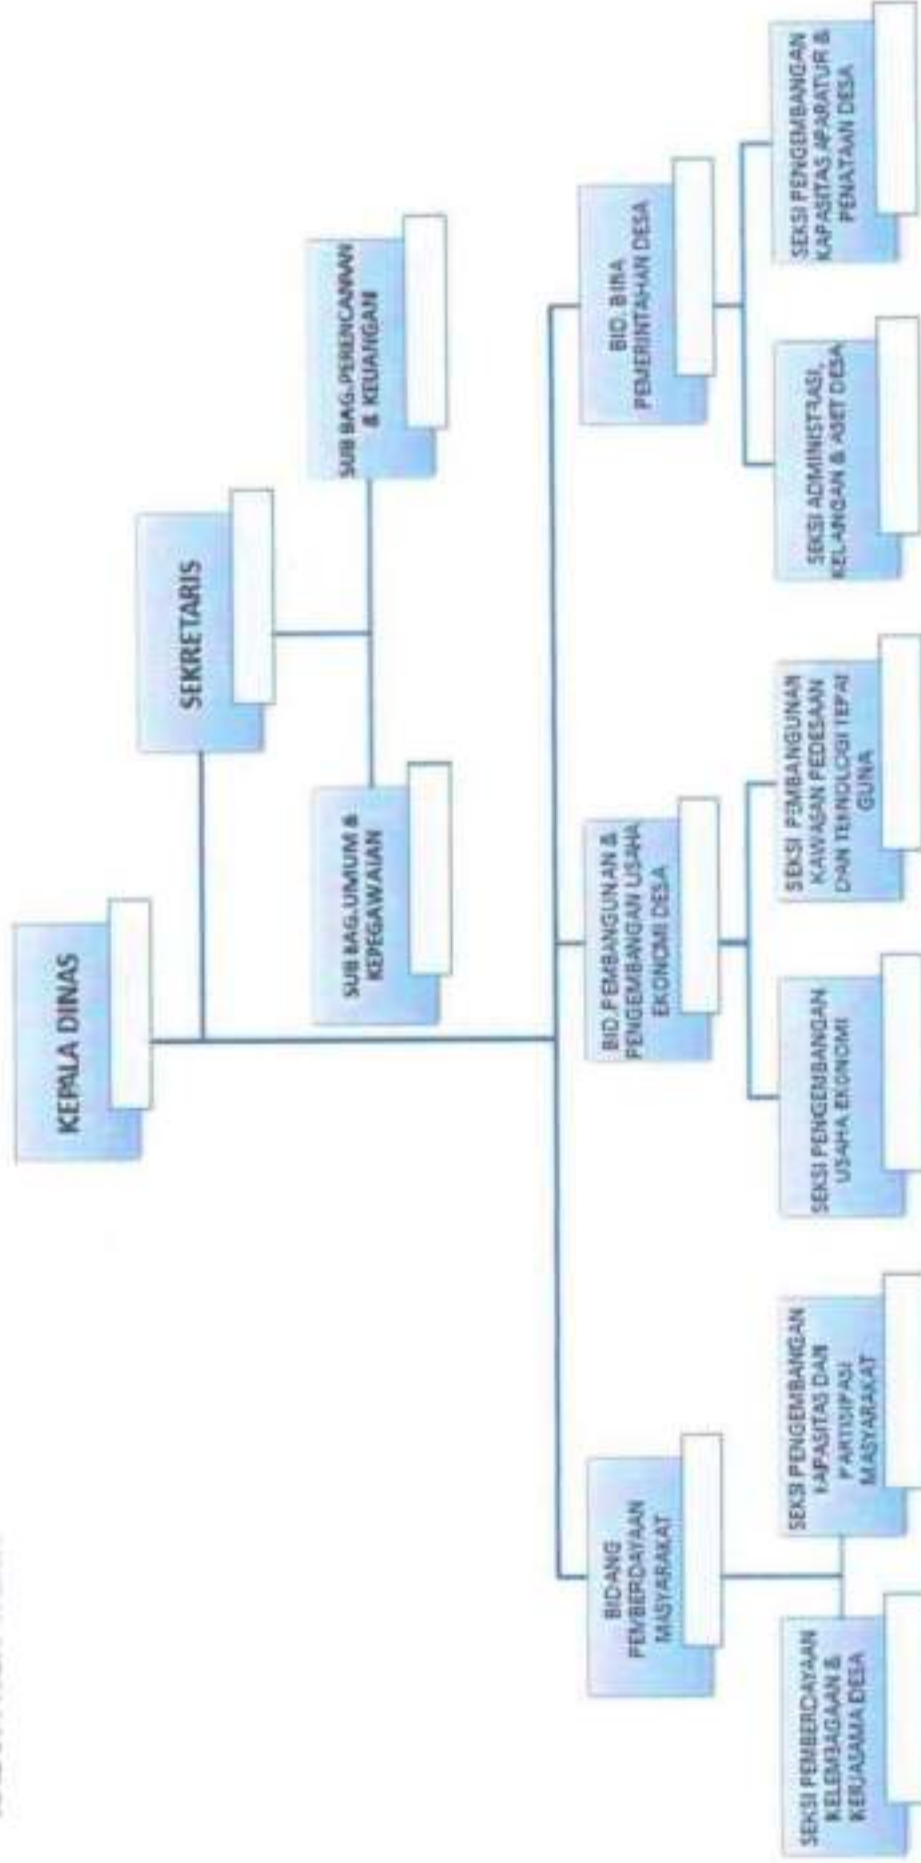 KEPALA DINAS
SEKRETARIS
SUB BAG.UMUM &
KEPEGAWAIAN
SUB BAG.PERENCANAAN
& KEUANGAN
BIDANG
PEMBERDAYAAN
MASYARAKAT
BID.PEMBANGUNAN &
PENGEMBANGAN USAHA
EKONOMI DESA
BID. BINA
PEMERINTAHAN DESA
SEKSI PEMBERDAYAAN
KELEMBAGAAN &
KERJASAMA DESA
SEKSI PENGEMBANGAN
KAPASITAS DAN
PARTISIPASI
MASYARAKAT
SEKSI PENGEMBANGAN
USAHA EKONOMI
SEKSI PEMBANGUNAN
KAWASAN PEDESAAN
DAN TEKNOLOGI TEPAT
GUNA
SEKSI ADMINISTRASI,
KELANGAN & ASET DESA
SEKSI PENGEMBANGAN
KAPASITAS APARATUR &
PENATAAN DESA